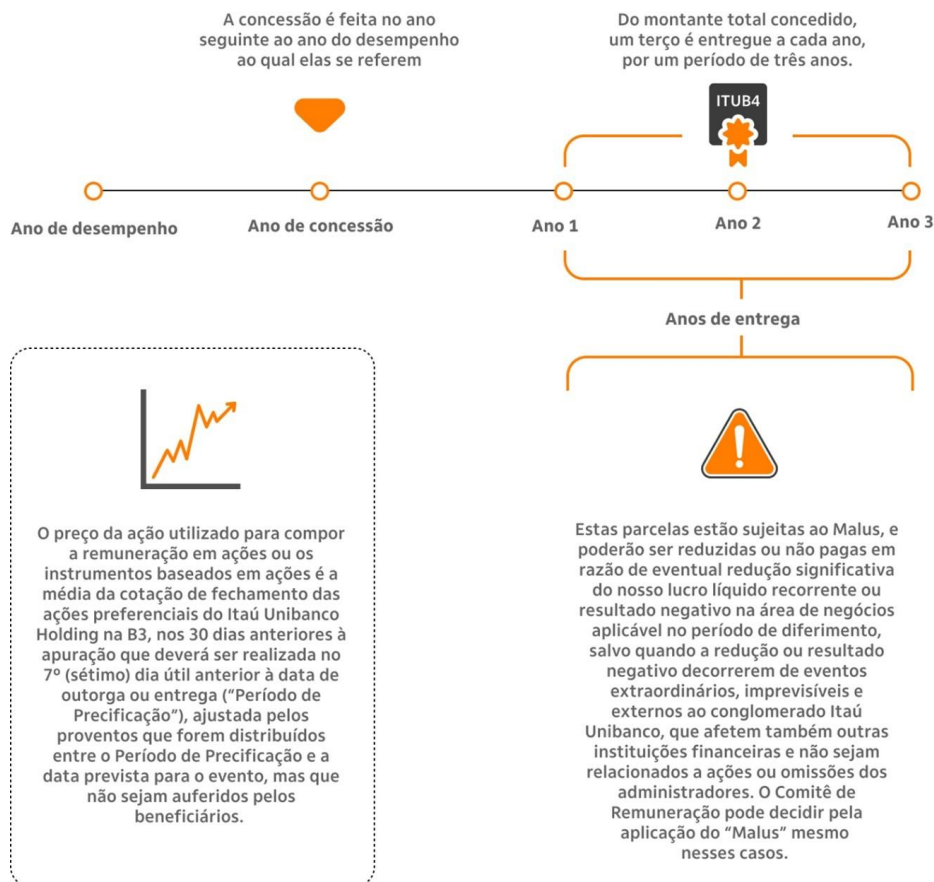 A concessão é feita no ano
seguinte ao ano do desempenho
ao qual elas se referem
Do montante total concedido,
um terço é entregue a cada ano,
por um período de três anos.
ITUB4
Ano de desempenho
Ano de concessão
Ano 1
Ano 2
Ano 3
Anos de entrega
O preço da ação utilizado para compor
a remuneração em ações ou os
instrumentos baseados em ações é a
média da cotação de fechamento das
ações preferenciais do Itaú Unibanco
Holding na B3, nos 30 dias anteriores à
apuração que deverá ser realizada no
7º (sétimo) dia útil anterior à data de
outorga ou entrega (“Período de
Precificação”), ajustada pelos
proventos que forem distribuídos
entre o Período de Precificação e a
data prevista para o evento, mas que
não sejam auferidos pelos
beneficiários.
Estas parcelas estão sujeitas ao Malus, e
poderão ser reduzidas ou não pagas em
razão de eventual redução significativa
do nosso lucro líquido recorrente ou
resultado negativo na área de negócios
aplicável no período de diferimento,
salvo quando a redução ou resultado
negativo decorrerem de eventos
extraordinários, imprevisíveis e
externos ao conglomerado Itaú
Unibanco, que afetem também outras
instituições financeiras e não sejam
relacionados a ações ou omissões dos
administradores. O Comitê de
Remuneração pode decidir pela
aplicação do “Malus” mesmo
nesses casos.